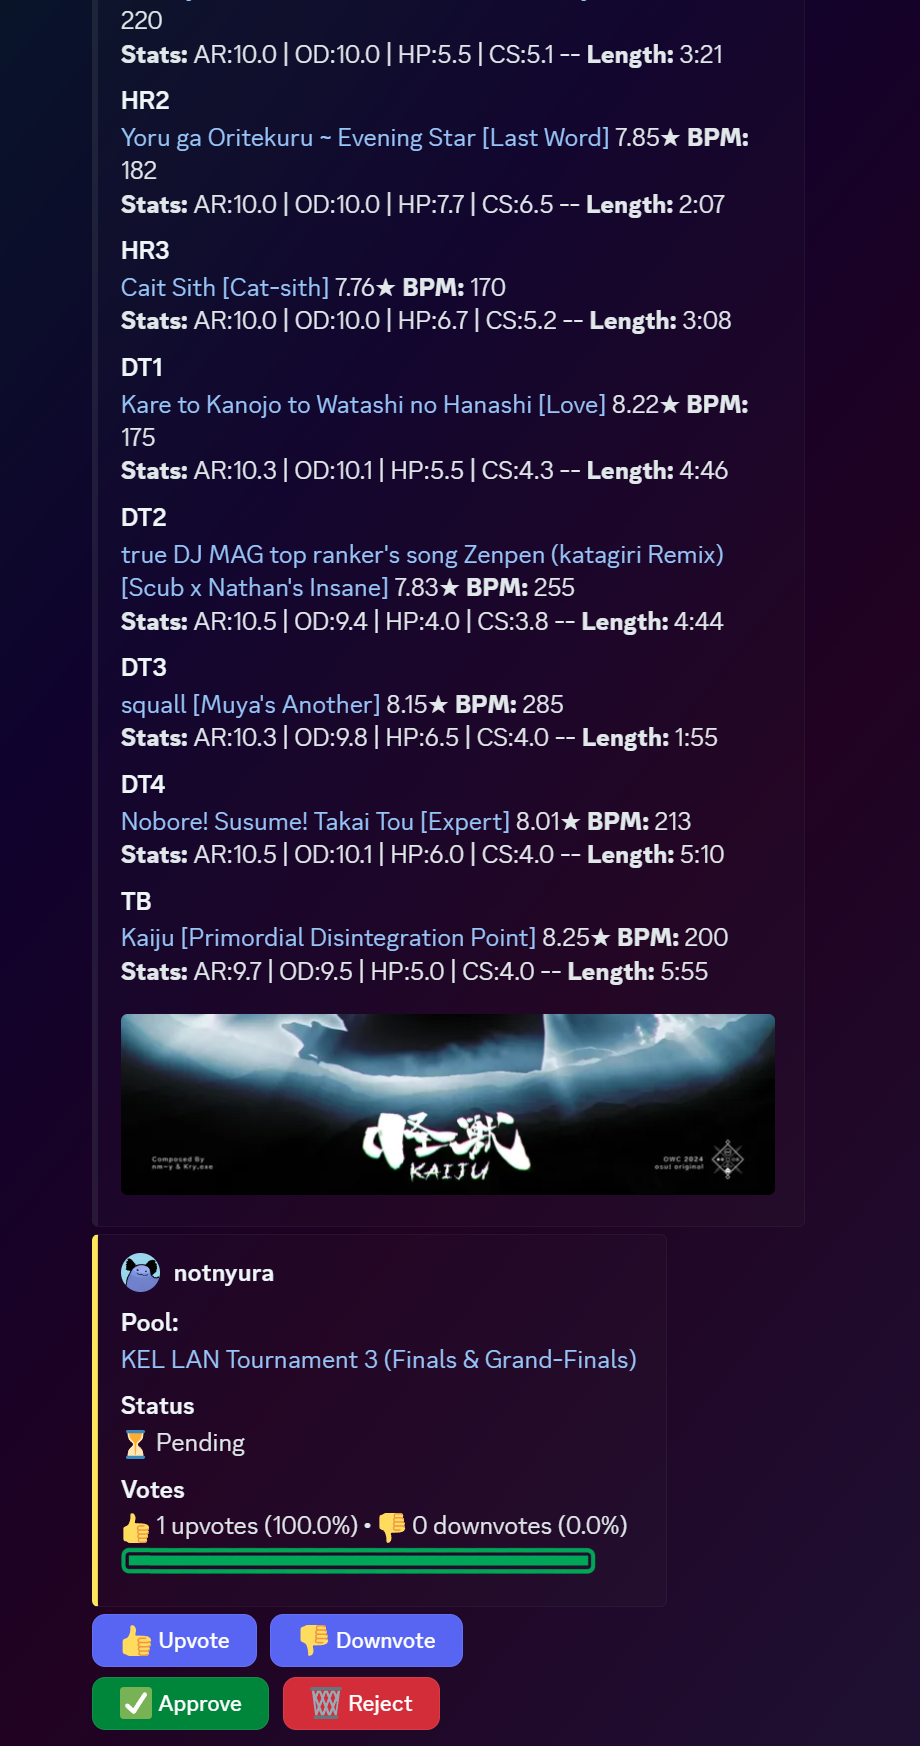 220
Stats: AR:10.0 | OD:10.0 | HP:5.5 | CS:5.1 -- Length: 3:21
HR2
Yoru ga Oritekuru ~ Evening Star [Last Word] 7.85★ BPM:
182
Stats: AR:10.0 | OD:10.0 | HP:7.7 | CS:6.5 -- Length: 2:07
HR3
Cait Sith [Cat-sith] 7.76★ BPM: 170
Stats: AR:10.0 | OD:10.0 | HP:6.7 | CS:5.2 -- Length: 3:08
DT1
Kare to Kanojo to Watashi no Hanashi [Love] 8.22★ BPM:
175
Stats: AR:10.3 | OD:10.1 | HP:5.5 | CS:4.3 -- Length: 4:46
DT2
true DJ MAG top ranker's song Zenpen (katagiri Remix)
[Scub x Nathan's Insane] 7.83★ BPM: 255
Stats: AR:10.5 | OD:9.4 | HP:4.0 | CS:3.8 -- Length: 4:44
DT3
squall [Muya's Another] 8.15★ BPM: 285
Stats: AR:10.3 | OD:9.8 | HP:6.5 | CS:4.0 -- Length: 1:55
DT4
Nobore! Susume! Takai Tou [Expert] 8.01★ BPM: 213
Stats: AR:10.5 | OD:10.1 | HP:6.0 | CS:4.0 -- Length: 5:10
TB
Kaiju [Primordial Disintegration Point] 8.25★ BPM: 200
Stats: AR:9.7 | OD:9.5 | HP:5.0 | CS:4.0 -- Length: 5:55
怪獣
KAIJU
Composed By
nm-y & Kry.exe
OWC 2024
osu! original
notnyura
Pool:
KEL LAN Tournament 3 (Finals & Grand-Finals)
Status
⏳ Pending
Votes
👍 1 upvotes (100.0%) • 👎 0 downvotes (0.0%)
👍 Upvote
👎 Downvote
✅ Approve
🗑 Reject